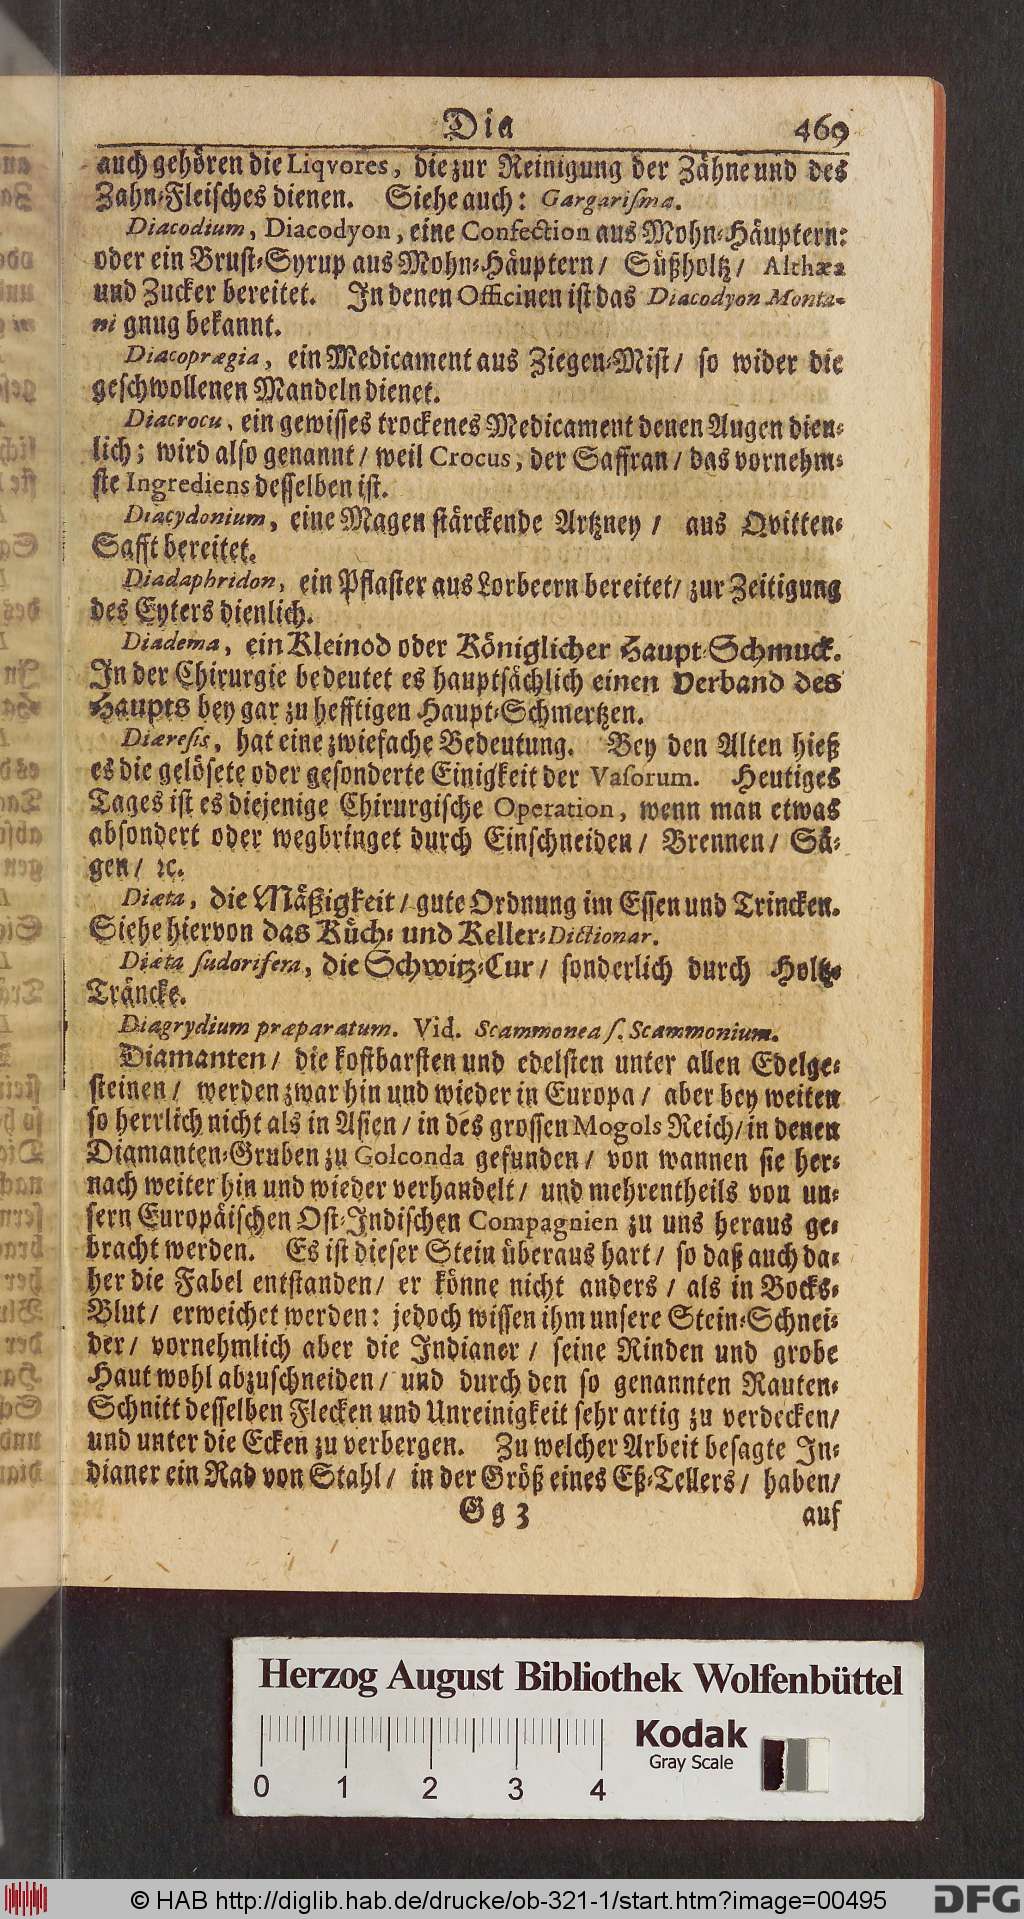 Dia 469
auch gehören die Liqvores, die zur Reinigung der Zähne und des
Zahn-Fleisches dienen. Siehe auch: Gargarisma.
Diacodium, Diacodyon, eine Confection aus Mohn-Häuptern:
oder ein Brust-Syrup aus Mohn-Häuptern/ Süßholtz/ Althæa
und Zucker bereitet. In denen Officinen ist das Diacodyon Monta-
ni gnug bekannt.
Diacoprægia, ein Medicament aus Ziegen-Mist/ so wider die
geschwollenen Mandeln dienet.
Diacrocu, ein gewisses trockenes Medicament denen Augen dien-
lich; wird also genannt/ weil Crocus, der Saffran/ das vornehm-
ste Ingrediens desselben ist.
Diacydonium, eine Magen stärckende Artzney/ aus Qvitten-
Safft bereitet.
Diadaphridon, ein Pflaster aus Lorbeern bereitet/ zur Zeitigung
des Eyters dienlich.
Diadema, ein Kleinod oder Königlicher Haupt-Schmuck.
In der Chirurgie bedeutet es hauptsächlich einen Verband des
Haupts bey gar zu hefftigen Haupt-Schmertzen.
Diæresis, hat eine zwiefache Bedeutung. Bey den Alten hieß
es die gelösete oder gesonderte Einigkeit der Vasorum. Heutiges
Tages ist es diejenige Chirurgische Operation, wenn man etwas
absondert oder wegbringet durch Einschneiden/ Brennen/ Sä-
gen/ ꝛc.
Diæta, die Mäßigkeit/ gute Ordnung im Essen und Trincken.
Siehe hiervon das Küch- und Keller-Dictionar.
Diæta sudorifera, die Schwitz-Cur/ sonderlich durch Holtz-
Träncke.
Diagrydium præparatum. Vid. Scammonea s. Scammonium.
Diamanten/ die kostbarsten und edelsten unter allen Edelge-
steinen/ werden zwar hin und wieder in Europa/ aber bey weiten
so herrlich nicht als in Asien/ in des grossen Mogols Reich/ in denen
Diamanten-Gruben zu Golconda gefunden/ von wannen sie her-
nach weiter hin und wieder verhandelt/ und mehrentheils von un-
sern Europäischen Ost-Indischen Compagnien zu uns heraus ge-
bracht werden. Es ist dieser Stein überaus hart/ so daß auch da-
her die Fabel entstanden/ er könne nicht anders/ als in Bocks-
Blut/ erweichet werden: jedoch wissen ihm unsere Stein-Schnei-
der/ vornehmlich aber die Indianer/ seine Rinden und grobe
Haut wohl abzuschneiden/ und durch den so genannten Rauten-
Schnitt desselben Flecken und Unreinigkeit sehr artig zu verdecken/
und unter die Ecken zu verbergen. Zu welcher Arbeit besagte In-
dianer ein Rad von Stahl/ in der Größ eines Eß-Tellers/ haben/
Gg 3 auf
Herzog August Bibliothek Wolfenbüttel
Kodak
Gray Scale
0 1 2 3 4
© HAB http://diglib.hab.de/drucke/ob-321-1/start.htm?image=00495
DFG